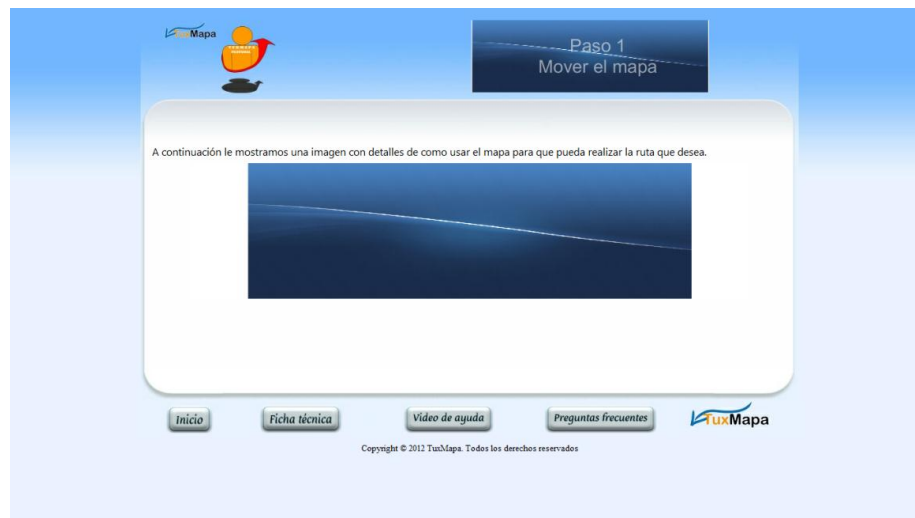 TuxMapa
Paso 1
Mover el mapa
A continuación le mostramos una imagen con detalles de como usar el mapa para que pueda realizar la ruta que desea.
Inicio
Ficha técnica
Vídeo de ayuda
Preguntas frecuentes
TuxMapa
Copyright © 2012 TuxMapa. Todos los derechos reservados